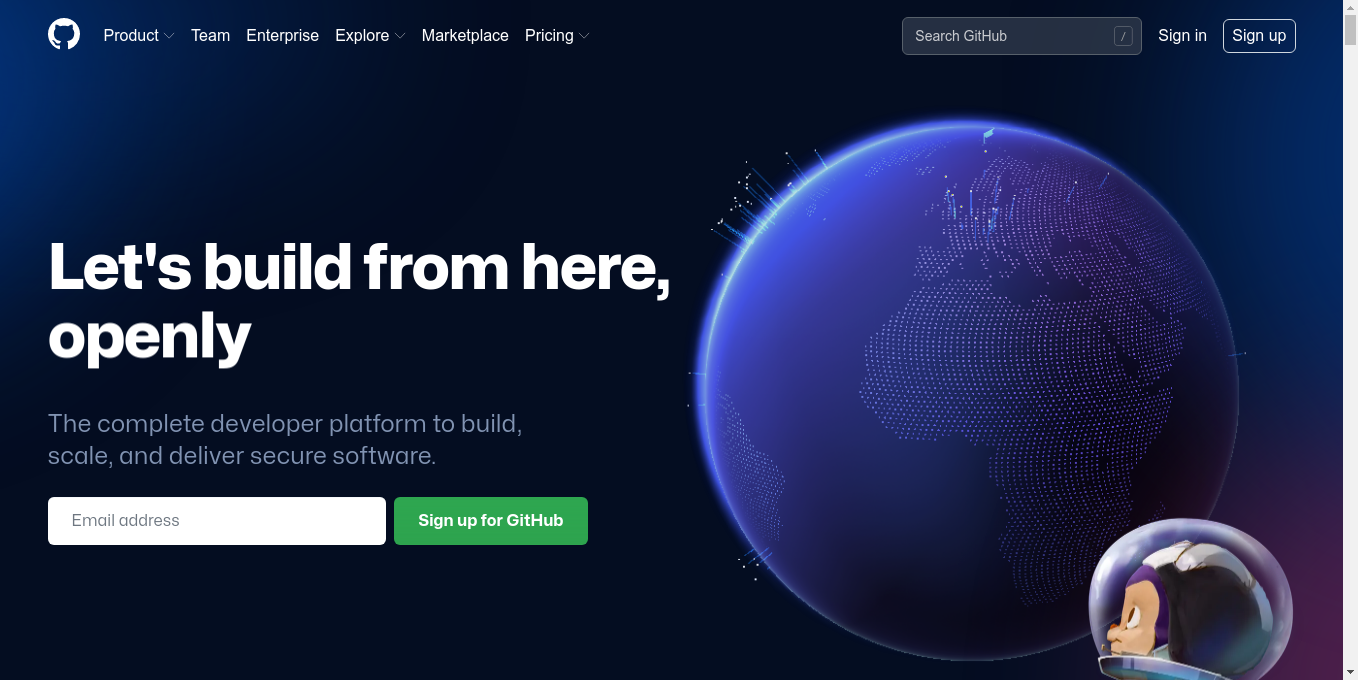 Product Team Enterprise Explore Marketplace Pricing Search GitHub / Sign in Sign up
Let's build from here,
openly
The complete developer platform to build,
scale, and deliver secure software.
Email address Sign up for GitHub